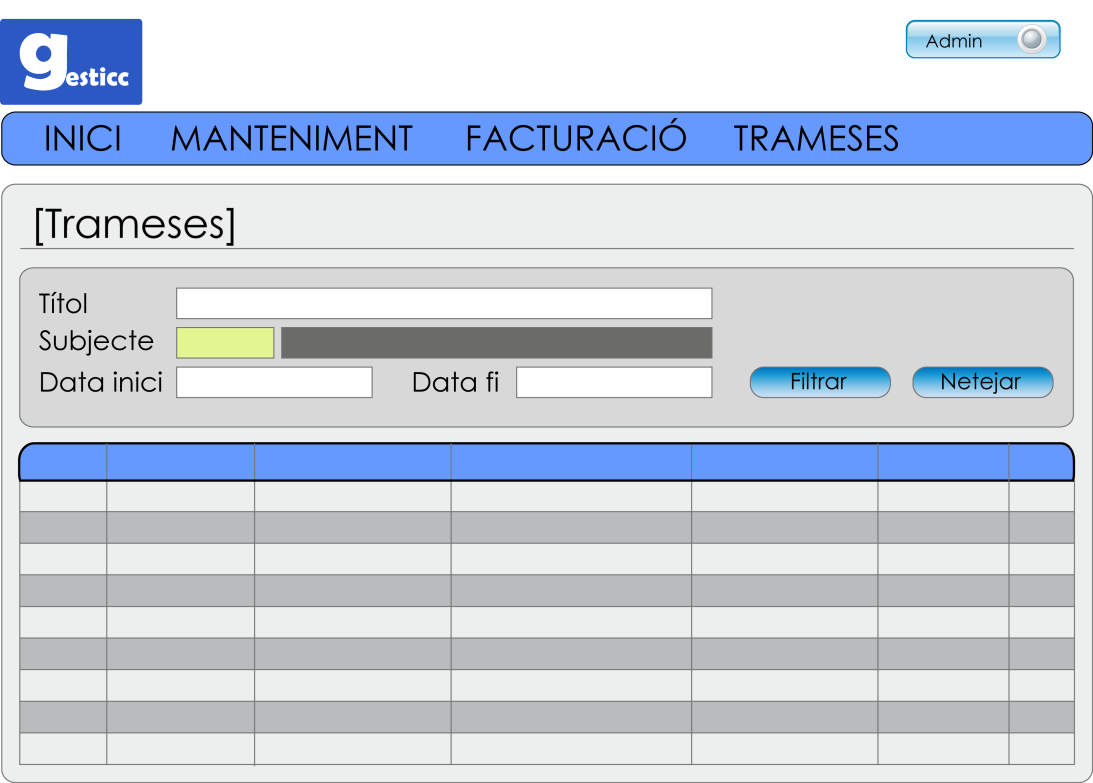 gesticc
Admin
INICI MANTENIMENT FACTURACIÓ TRAMESES
[Trameses]
Títol
Subjecte
Data inici Data fi Filtrar Netejar